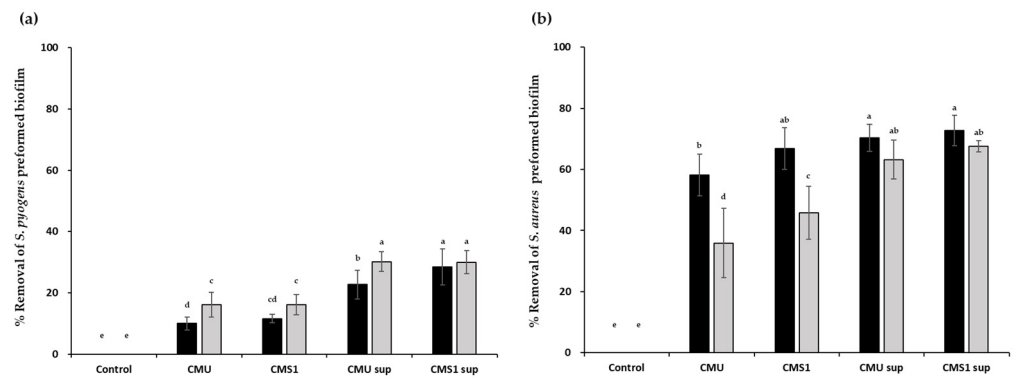 (a)
% Removal of S. pyogens preformed biofilm
100
80
60
40
20
0
e e d c cd c b a a a
Control CMU CMS1 CMU sup CMS1 sup
(b)
% Removal of S. aureus preformed biofilm
100
80
60
40
20
0
e e b d ab c a ab a ab
Control CMU CMS1 CMU sup CMS1 sup